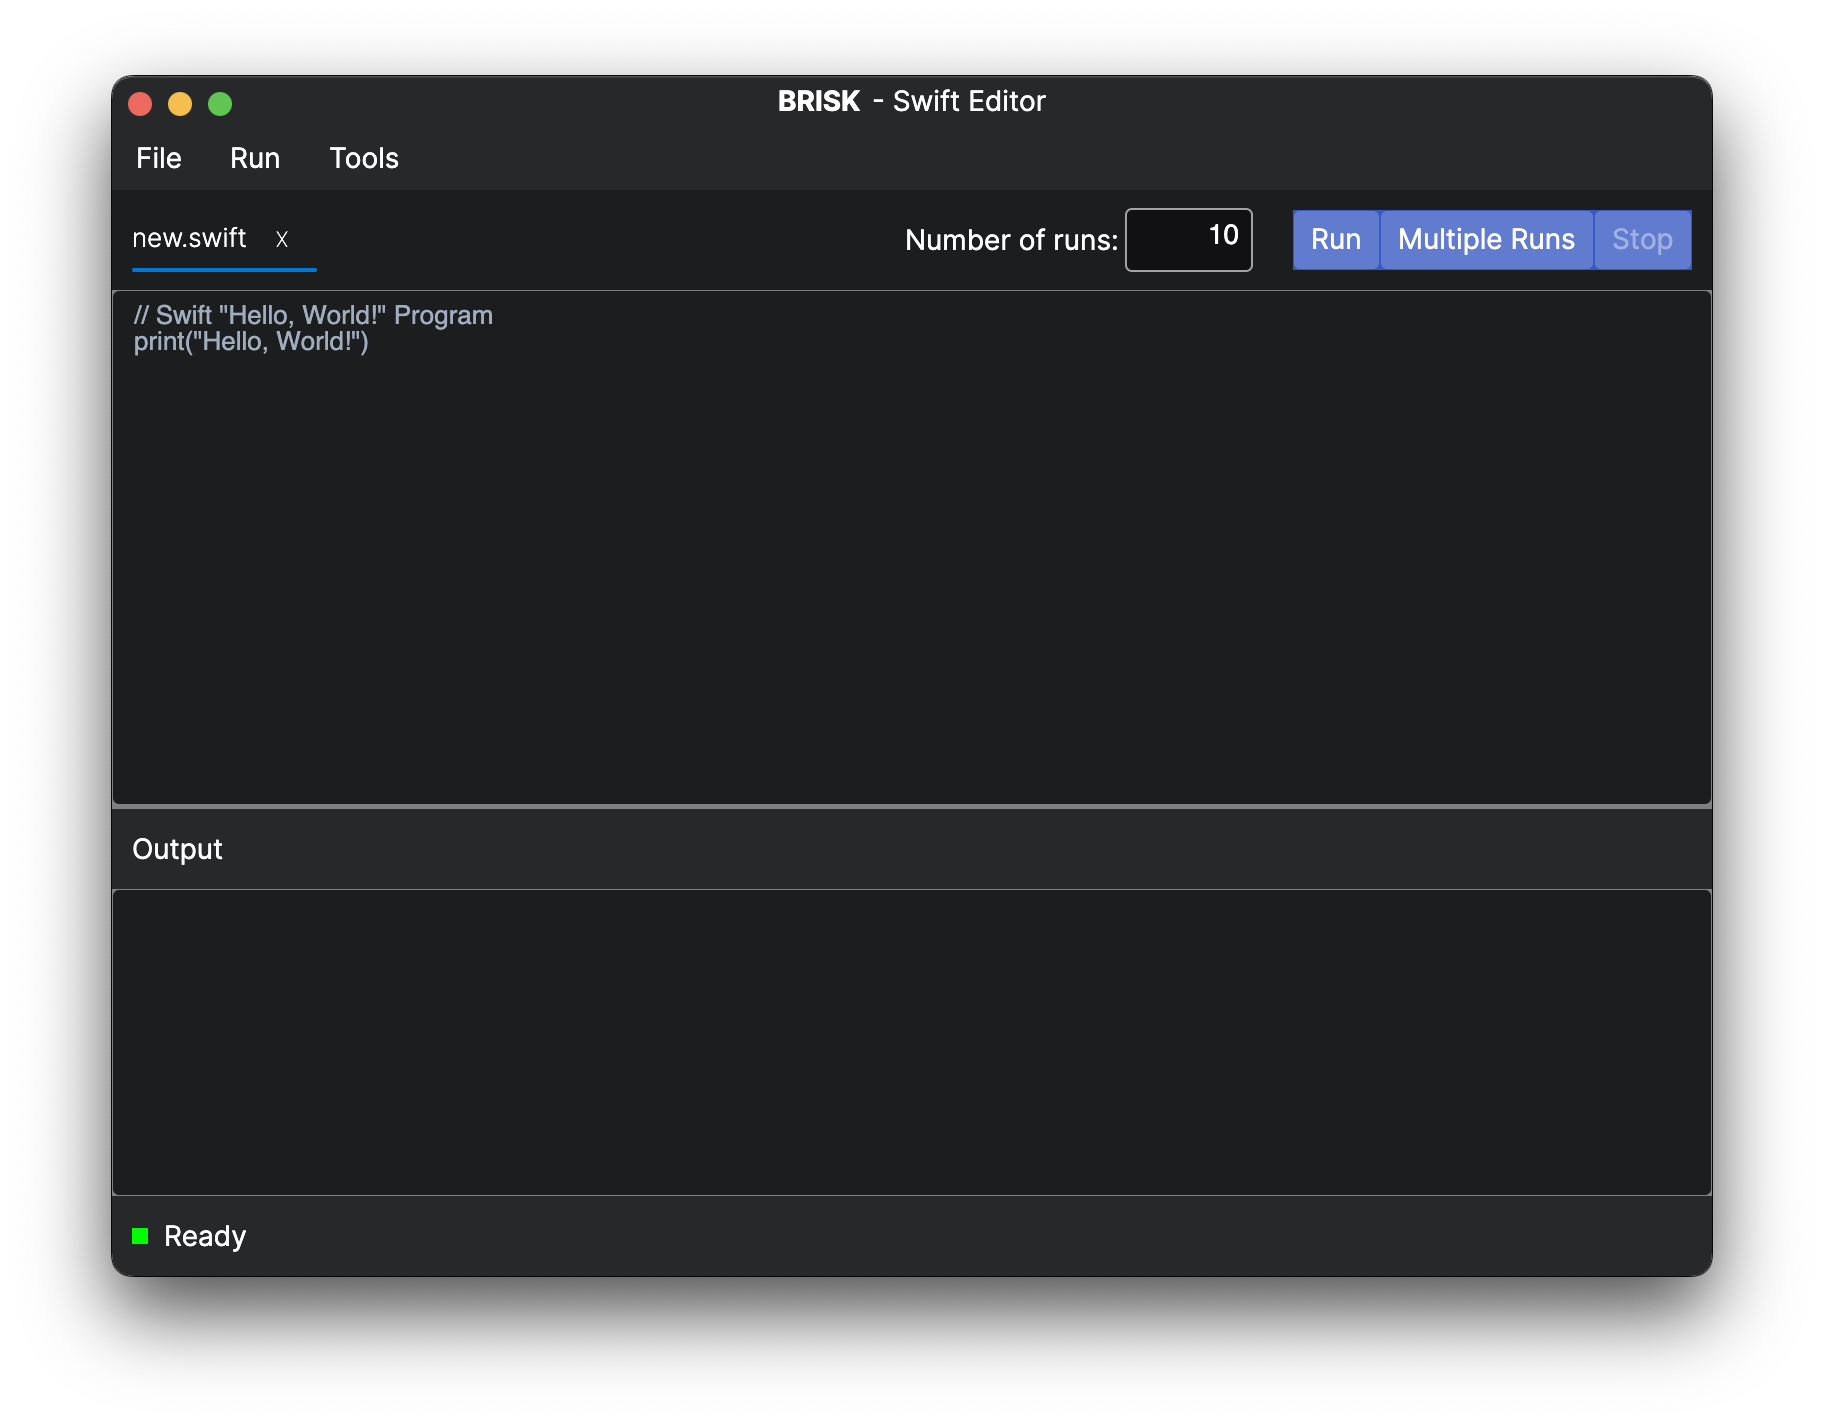 BRISK - Swift Editor
File Run Tools
new.swift X Number of runs: 10 Run Multiple Runs Stop
// Swift "Hello, World!" Program
print("Hello, World!")
Output
Ready